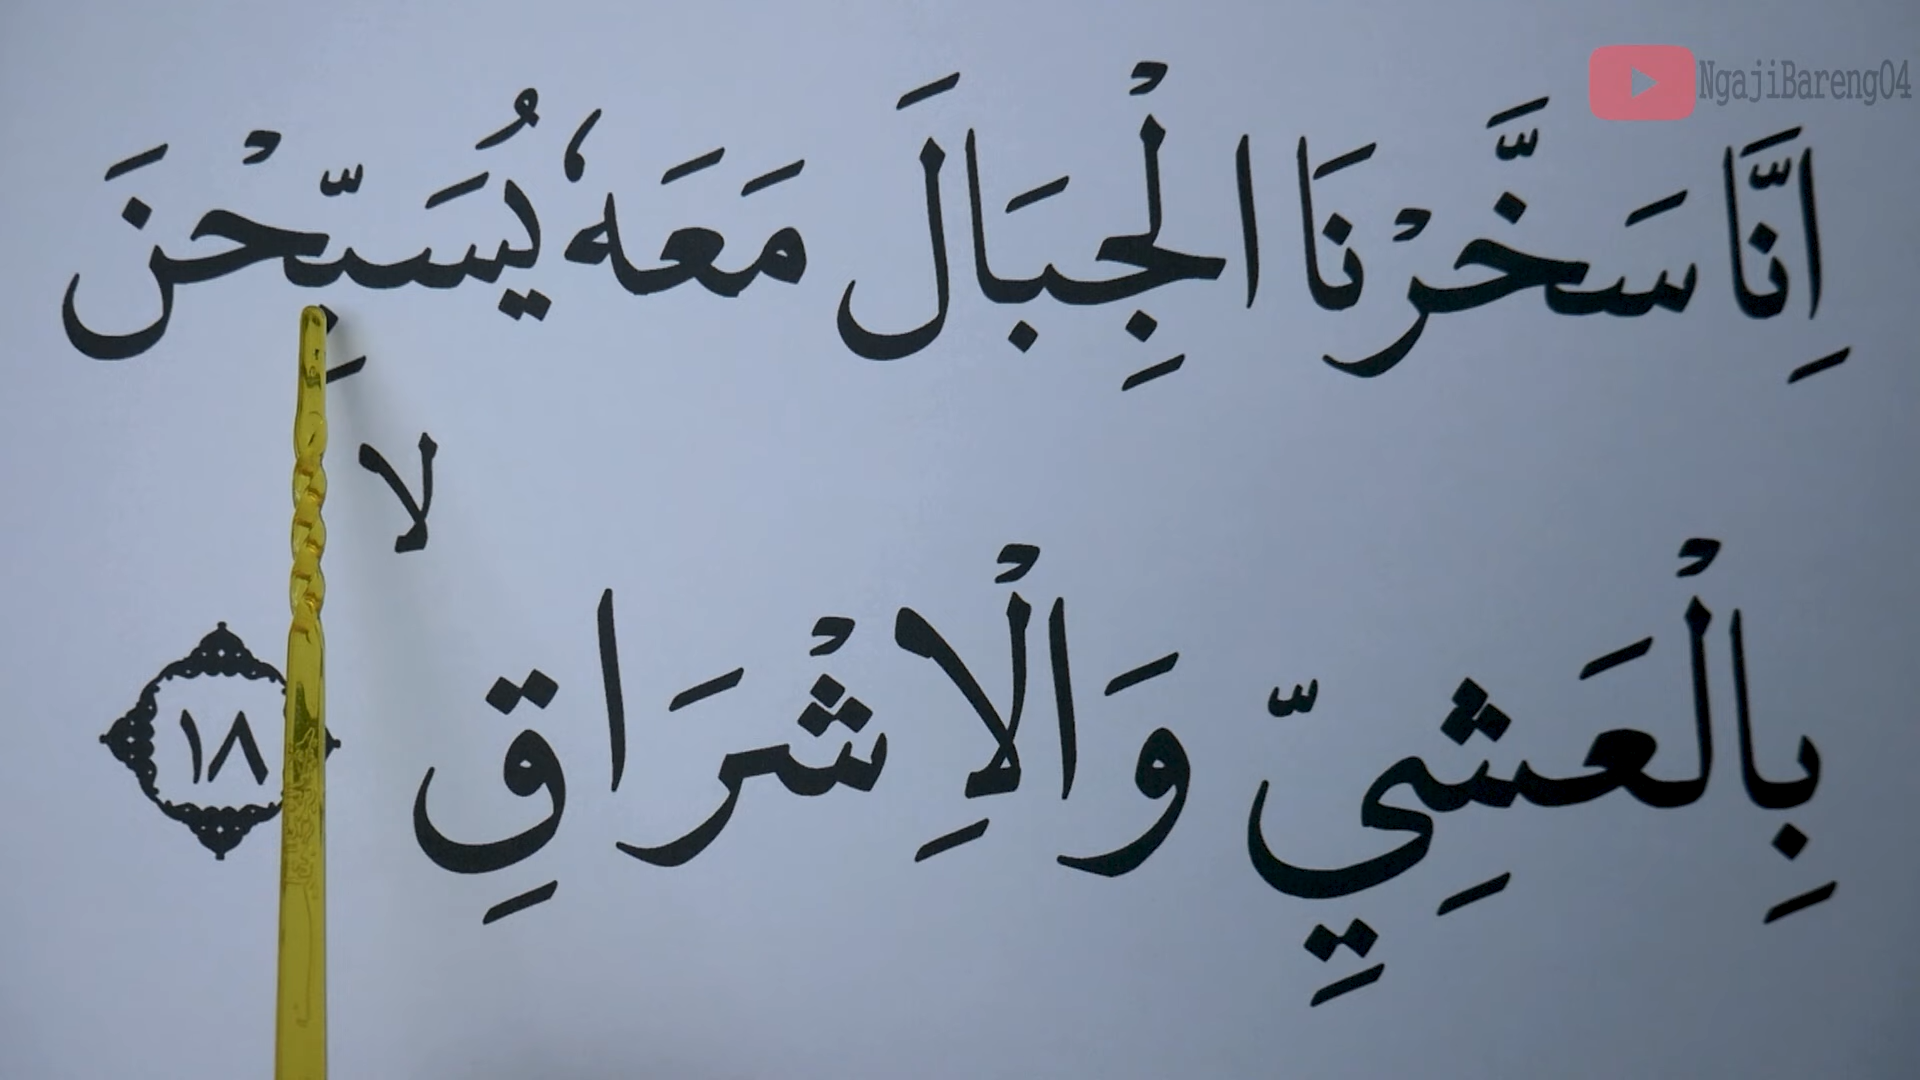 NgajiBareng04
اِنَّا سَخَّرْنَا الْجِبَالَ مَعَهٗ يُسَبِّحْنَ
لا
بِالْعَشِيِّ وَالْاِشْرَاقِ ١٨